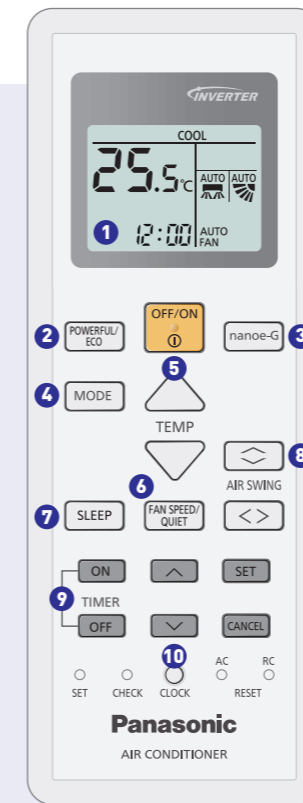 INVERTER
COOL
25.5°C AUTO AUTO
1 12:00 AUTO
FAN
2 POWERFUL/
ECO
OFF/ON
nanoe-G 3
4 MODE
5
TEMP
8
AIR SWING
6
7 SLEEP
FAN SPEED/
QUIET
< >
ON SET
9 TIMER
OFF CANCEL
10
AC RC
SET CHECK CLOCK RESET
Panasonic
AIR CONDITIONER